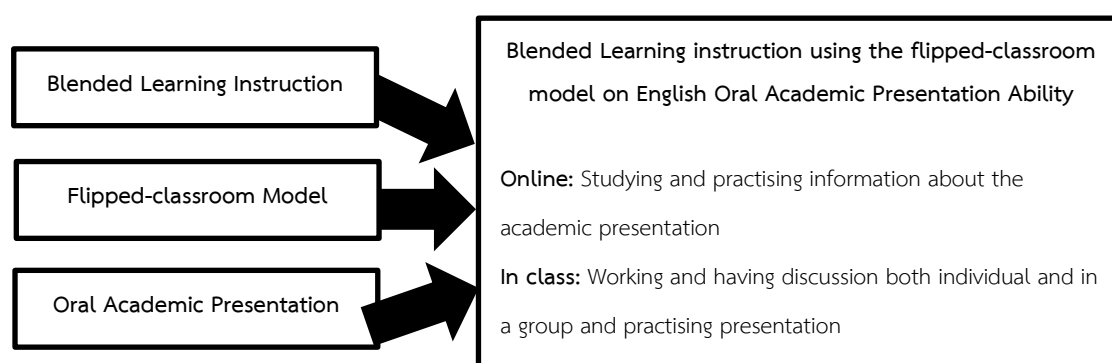 Blended Learning Instruction
Flipped-classroom Model
Oral Academic Presentation
Blended Learning instruction using the flipped-classroom
model on English Oral Academic Presentation Ability
Online: Studying and practising information about the
academic presentation
In class: Working and having discussion both individual and in
a group and practising presentation